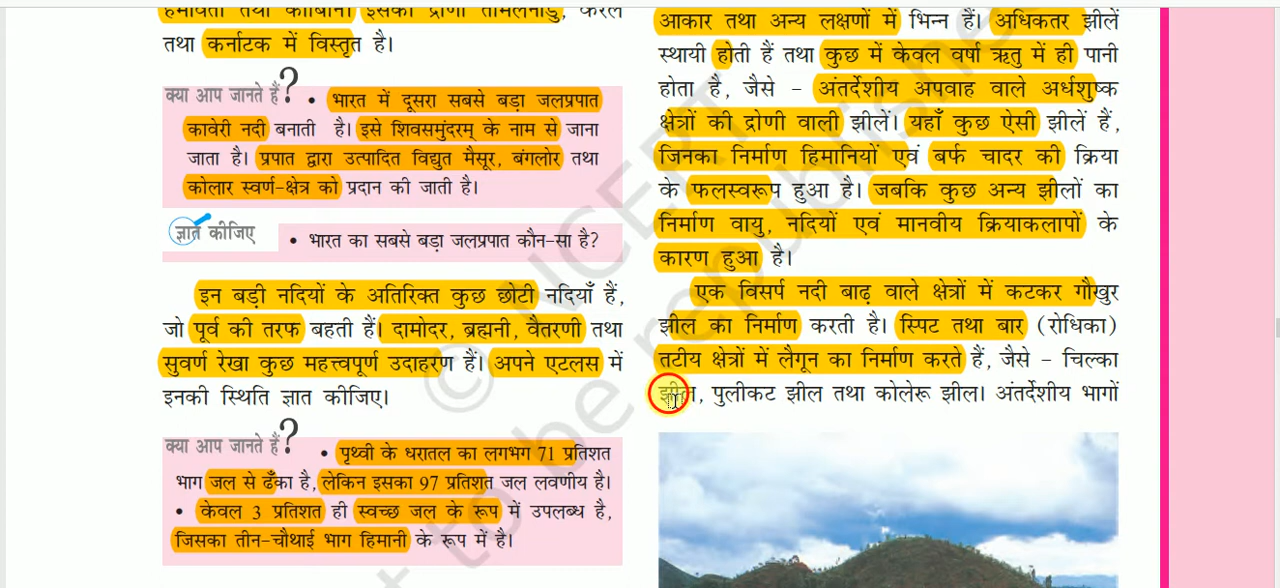 हेमावती तथा काबिनी। इसकी द्रोणी तमिलनाडु, केरल
तथा कर्नाटक में विस्तृत है।
क्या आप जानते हैं? • भारत में दूसरा सबसे बड़ा जलप्रपात
कावेरी नदी बनाती है। इसे शिवसमुंदरम् के नाम से जाना
जाता है। प्रपात द्वारा उत्पादित विद्युत मैसूर, बंगलोर तथा
कोलार स्वर्ण-क्षेत्र को प्रदान की जाती है।
ज्ञात कीजिए • भारत का सबसे बड़ा जलप्रपात कौन-सा है?
इन बड़ी नदियों के अतिरिक्त कुछ छोटी नदियाँ हैं,
जो पूर्व की तरफ बहती हैं। दामोदर, ब्रह्मनी, वैतरणी तथा
सुवर्ण रेखा कुछ महत्त्वपूर्ण उदाहरण हैं। अपने एटलस में
इनकी स्थिति ज्ञात कीजिए।
क्या आप जानते हैं? • पृथ्वी के धरातल का लगभग 71 प्रतिशत
भाग जल से ढँका है, लेकिन इसका 97 प्रतिशत जल लवणीय है।
• केवल 3 प्रतिशत ही स्वच्छ जल के रूप में उपलब्ध है,
जिसका तीन-चौथाई भाग हिमानी के रूप में है।
आकार तथा अन्य लक्षणों में भिन्न हैं। अधिकतर झीलें
स्थायी होती हैं तथा कुछ में केवल वर्षा ऋतु में ही पानी
होता है, जैसे – अंतर्देशीय अपवाह वाले अर्धशुष्क
क्षेत्रों की द्रोणी वाली झीलें। यहाँ कुछ ऐसी झीलें हैं,
जिनका निर्माण हिमानियों एवं बर्फ चादर की क्रिया
के फलस्वरूप हुआ है। जबकि कुछ अन्य झीलों का
निर्माण वायु, नदियों एवं मानवीय क्रियाकलापों के
कारण हुआ है।
एक विसर्प नदी बाढ़ वाले क्षेत्रों में कटकर गौखुर
झील का निर्माण करती है। स्पिट तथा बार (रोधिका)
तटीय क्षेत्रों में लैगून का निर्माण करते हैं, जैसे – चिल्का
झील, पुलीकट झील तथा कोलेरू झील। अंतर्देशीय भागों
© NCERT
to be republished